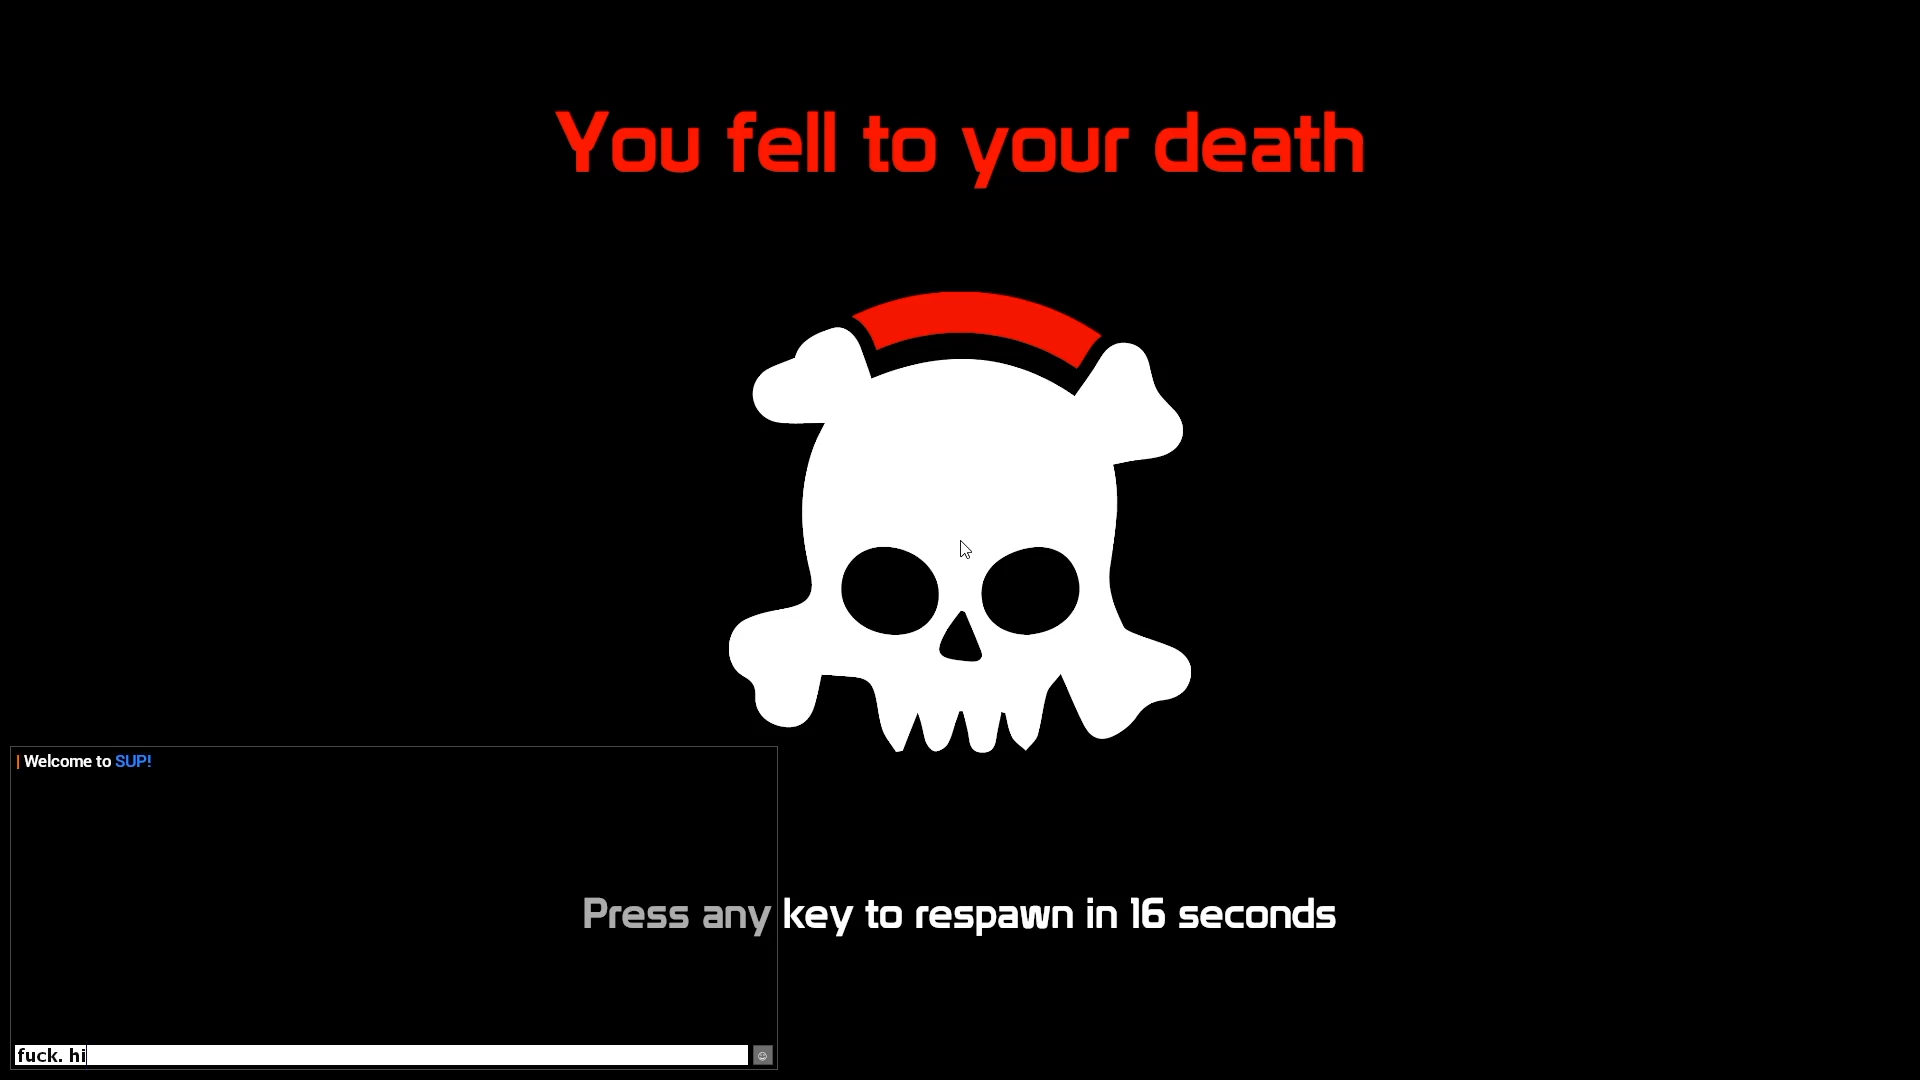 You fell to your death
| Welcome to SUP!
Press any key to respawn in 16 seconds
fuck. hi